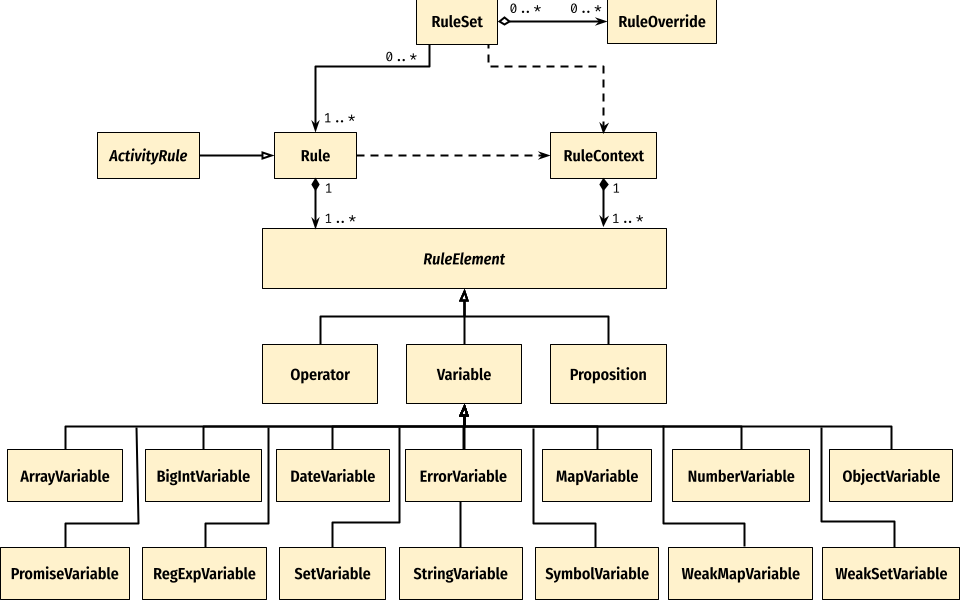 RuleSet
0..*
0..*
RuleOverride
0..*
1..*
ActivityRule
Rule
RuleContext
1
1
1..*
1..*
RuleElement
Operator
Variable
Proposition
ArrayVariable
BigIntVariable
DateVariable
ErrorVariable
MapVariable
NumberVariable
ObjectVariable
PromiseVariable
RegExpVariable
SetVariable
StringVariable
SymbolVariable
WeakMapVariable
WeakSetVariable